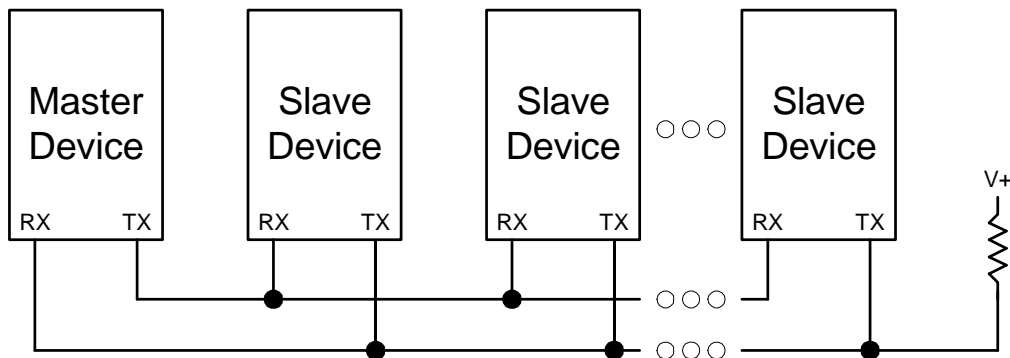 Master
Device
Slave
Device
Slave
Device
Slave
Device
V+
RX TX
RX TX
RX TX
RX TX